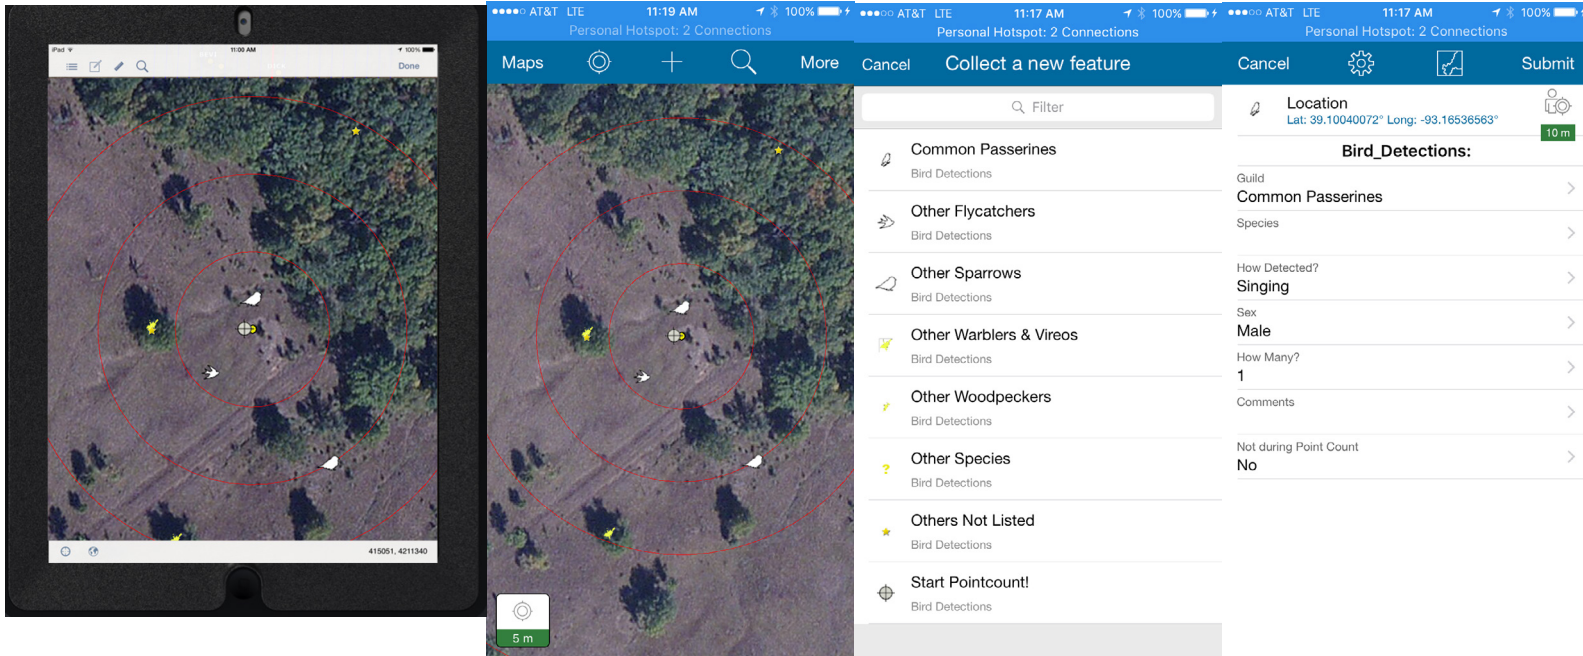 iPad
11:00 AM
100%
Done
415051, 4211340
AT&T LTE
11:19 AM
100%
Personal Hotspot: 2 Connections
Maps
More
5 m
AT&T LTE
11:17 AM
100%
Personal Hotspot: 2 Connections
Cancel
Collect a new feature
Filter
Common Passerines
Bird Detections
Other Flycatchers
Bird Detections
Other Sparrows
Bird Detections
Other Warblers & Vireos
Bird Detections
Other Woodpeckers
Bird Detections
?
Other Species
Bird Detections
Others Not Listed
Bird Detections
Start Pointcount!
Bird Detections
AT&T LTE
11:17 AM
100%
Personal Hotspot: 2 Connections
Cancel
Submit
Location
Lat: 39.10040072° Long: -93.16536563°
10 m
Bird_Detections:
Guild
Common Passerines
Species
How Detected?
Singing
Sex
Male
How Many?
1
Comments
Not during Point Count
No